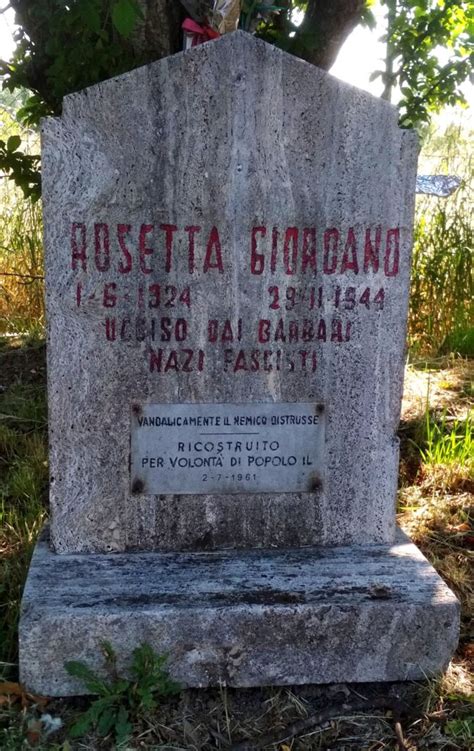 ROSETTA GIORDANO
1-6-1924 29-11-1944
UCCISO DAI BARBARI
NAZI FASCISTI
VANDALICAMENTE IL NEMICO DISTRUSSE
RICOSTRUITO
PER VOLONTÀ DI POPOLO IL
2-7-1961